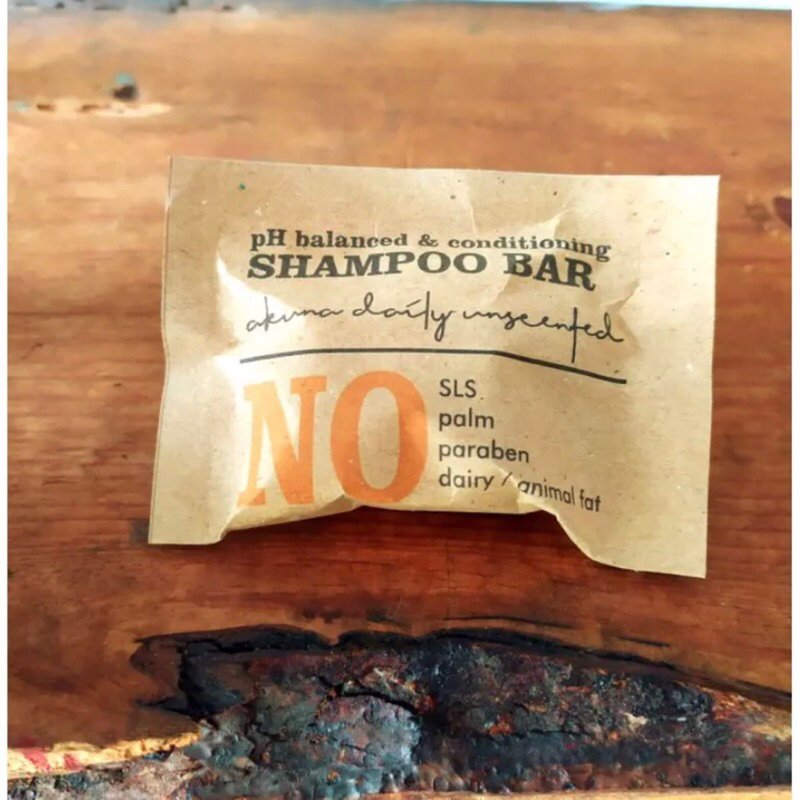 pH balanced & conditioning
SHAMPOO BAR
akuna daily unscented
NO
SLS
palm
paraben
dairy / animal fat